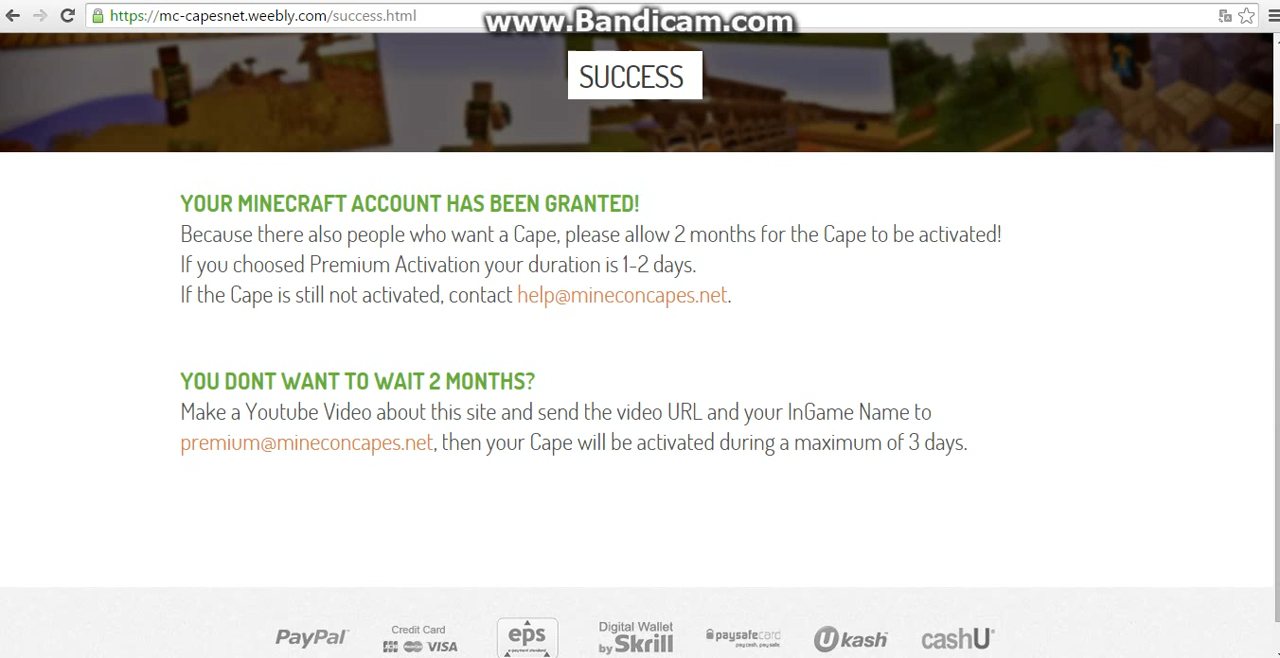 https://mc-capesnet.weebly.com/success.html
www.Bandicam.com
SUCCESS
YOUR MINECRAFT ACCOUNT HAS BEEN GRANTED!
Because there also people who want a Cape, please allow 2 months for the Cape to be activated!
If you choosed Premium Activation your duration is 1-2 days.
If the Cape is still not activated, contact help@mineconcapes.net.
YOU DONT WANT TO WAIT 2 MONTHS?
Make a Youtube Video about this site and send the video URL and your InGame Name to
premium@mineconcapes.net, then your Cape will be activated during a maximum of 3 days.
PayPal
Credit Card
VISA
eps
Digital Wallet
by Skrill
paysafecard
pay cash, pay safe.
Ukash
cashU